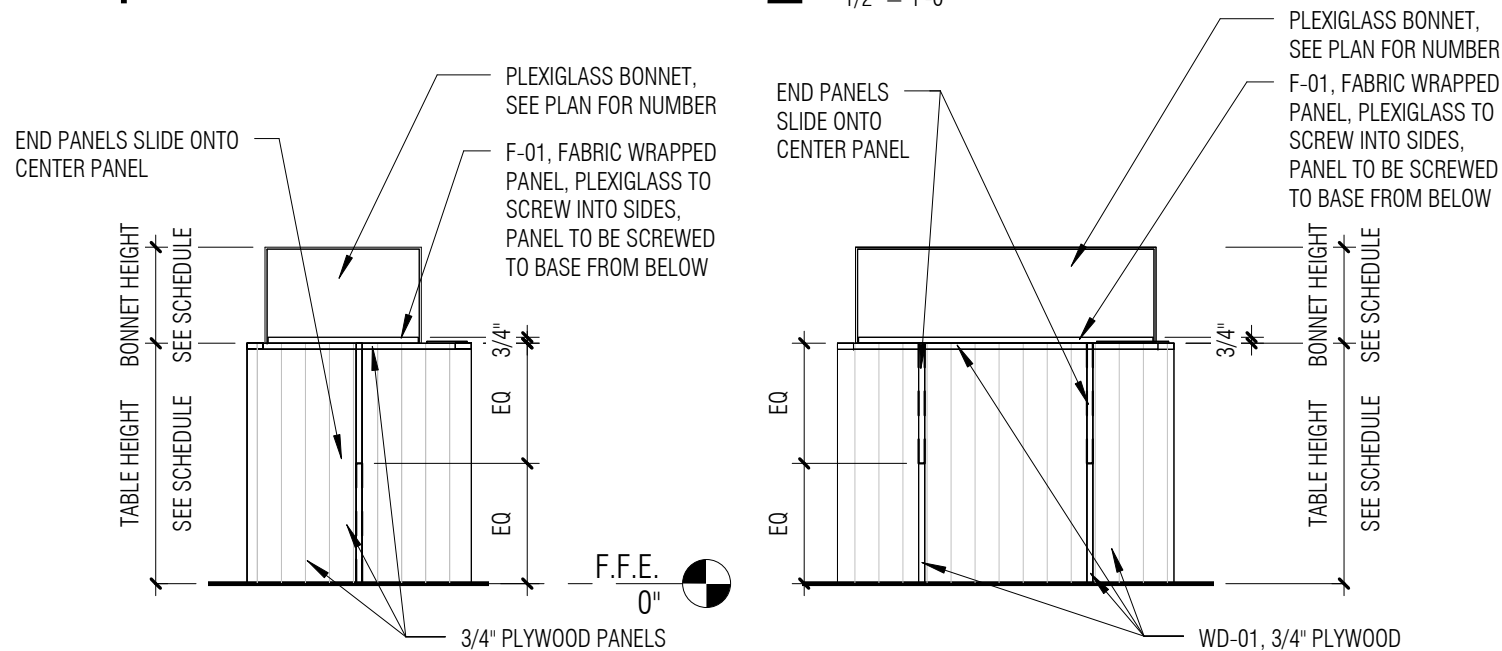 1/2" = 1'-0"
PLEXIGLASS BONNET,
SEE PLAN FOR NUMBER
END PANELS SLIDE ONTO
CENTER PANEL
F-01, FABRIC WRAPPED
PANEL, PLEXIGLASS TO
SCREW INTO SIDES,
PANEL TO BE SCREWED
TO BASE FROM BELOW
BONNET HEIGHT
SEE SCHEDULE
TABLE HEIGHT
SEE SCHEDULE
3/4"
EQ
EQ
F.F.E.
0"
3/4" PLYWOOD PANELS
PLEXIGLASS BONNET,
SEE PLAN FOR NUMBER
END PANELS
SLIDE ONTO
CENTER PANEL
F-01, FABRIC WRAPPED
PANEL, PLEXIGLASS TO
SCREW INTO SIDES,
PANEL TO BE SCREWED
TO BASE FROM BELOW
EQ
EQ
3/4"
BONNET HEIGHT
SEE SCHEDULE
TABLE HEIGHT
SEE SCHEDULE
WD-01, 3/4" PLYWOOD